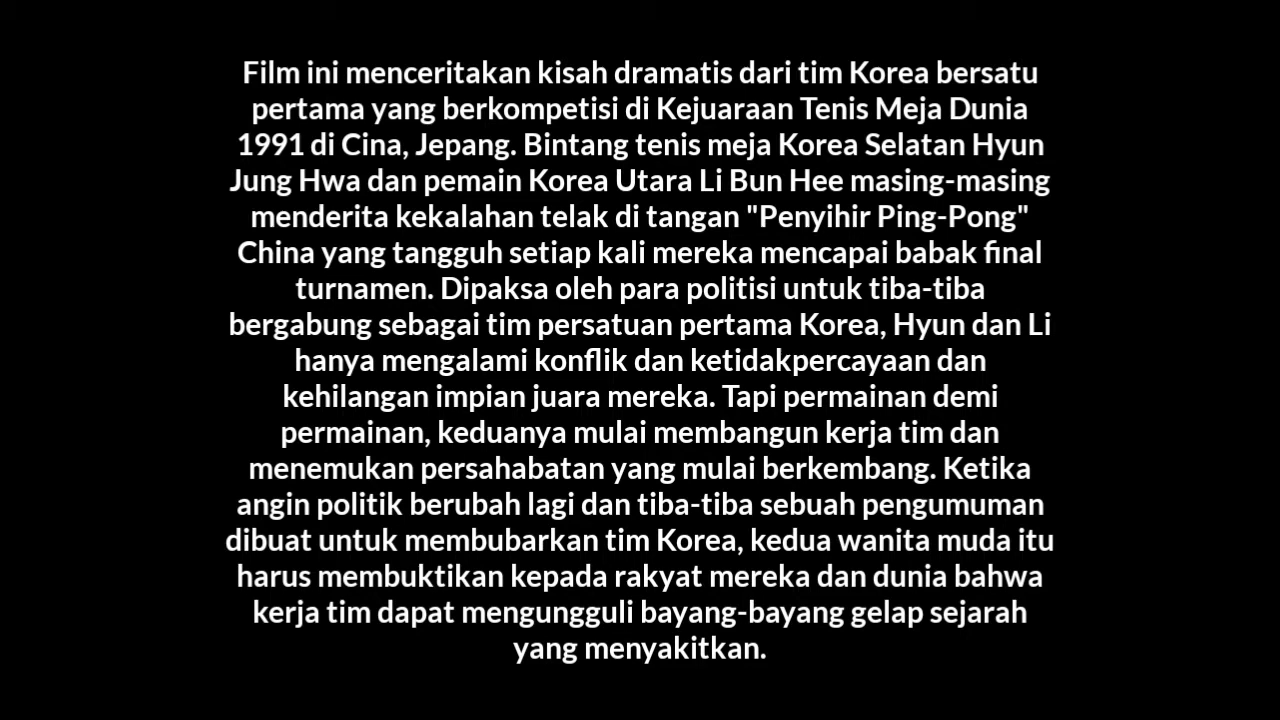 Film ini menceritakan kisah dramatis dari tim Korea bersatu
pertama yang berkompetisi di Kejuaraan Tenis Meja Dunia
1991 di Cina, Jepang. Bintang tenis meja Korea Selatan Hyun
Jung Hwa dan pemain Korea Utara Li Bun Hee masing-masing
menderita kekalahan telak di tangan "Penyihir Ping-Pong"
China yang tangguh setiap kali mereka mencapai babak final
turnamen. Dipaksa oleh para politisi untuk tiba-tiba
bergabung sebagai tim persatuan pertama Korea, Hyun dan Li
hanya mengalami konflik dan ketidakpercayaan dan
kehilangan impian juara mereka. Tapi permainan demi
permainan, keduanya mulai membangun kerja tim dan
menemukan persahabatan yang mulai berkembang. Ketika
angin politik berubah lagi dan tiba-tiba sebuah pengumuman
dibuat untuk membubarkan tim Korea, kedua wanita muda itu
harus membuktikan kepada rakyat mereka dan dunia bahwa
kerja tim dapat mengungguli bayang-bayang gelap sejarah
yang menyakitkan.